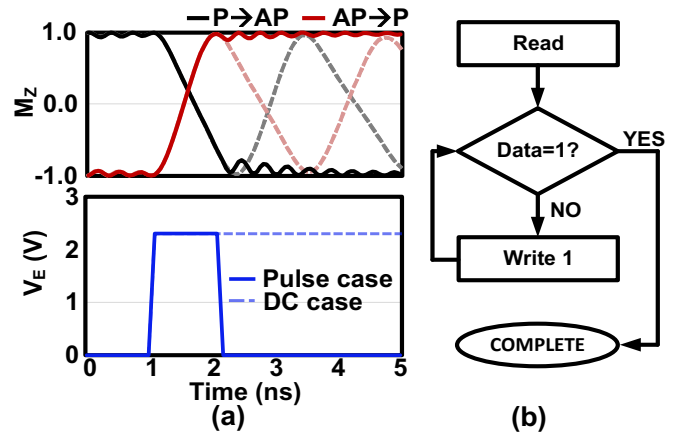 P→AP AP→P
1.0
0.0
-1.0
M_Z
3
2
1
0
V_E (V)
Pulse case
DC case
0 1 2 3 4 5
Time (ns)
(a)
Read
Data=1?
YES
NO
Write 1
COMPLETE
(b)